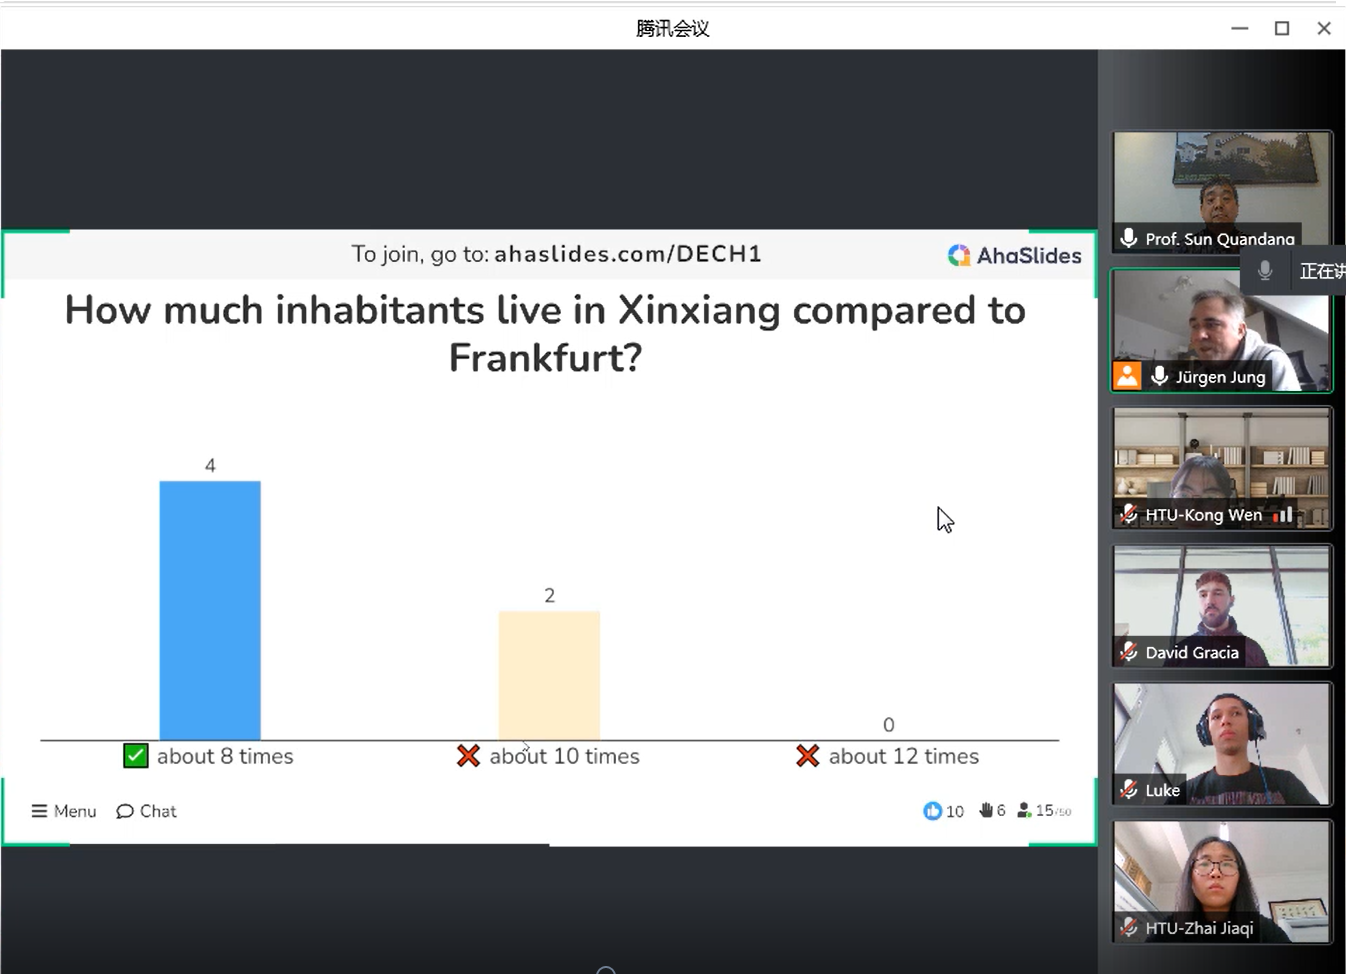 腾讯会议
To join, go to: ahaslides.com/DECH1
AhaSlides
How much inhabitants live in Xinxiang compared to
Frankfurt?
4
2
0
about 8 times
about 10 times
about 12 times
Menu
Chat
10
6
15/50
Prof. Sun Quandang
正在讲
Jürgen Jung
HTU-Kong Wen
David Gracia
Luke
HTU-Zhai Jiaqi